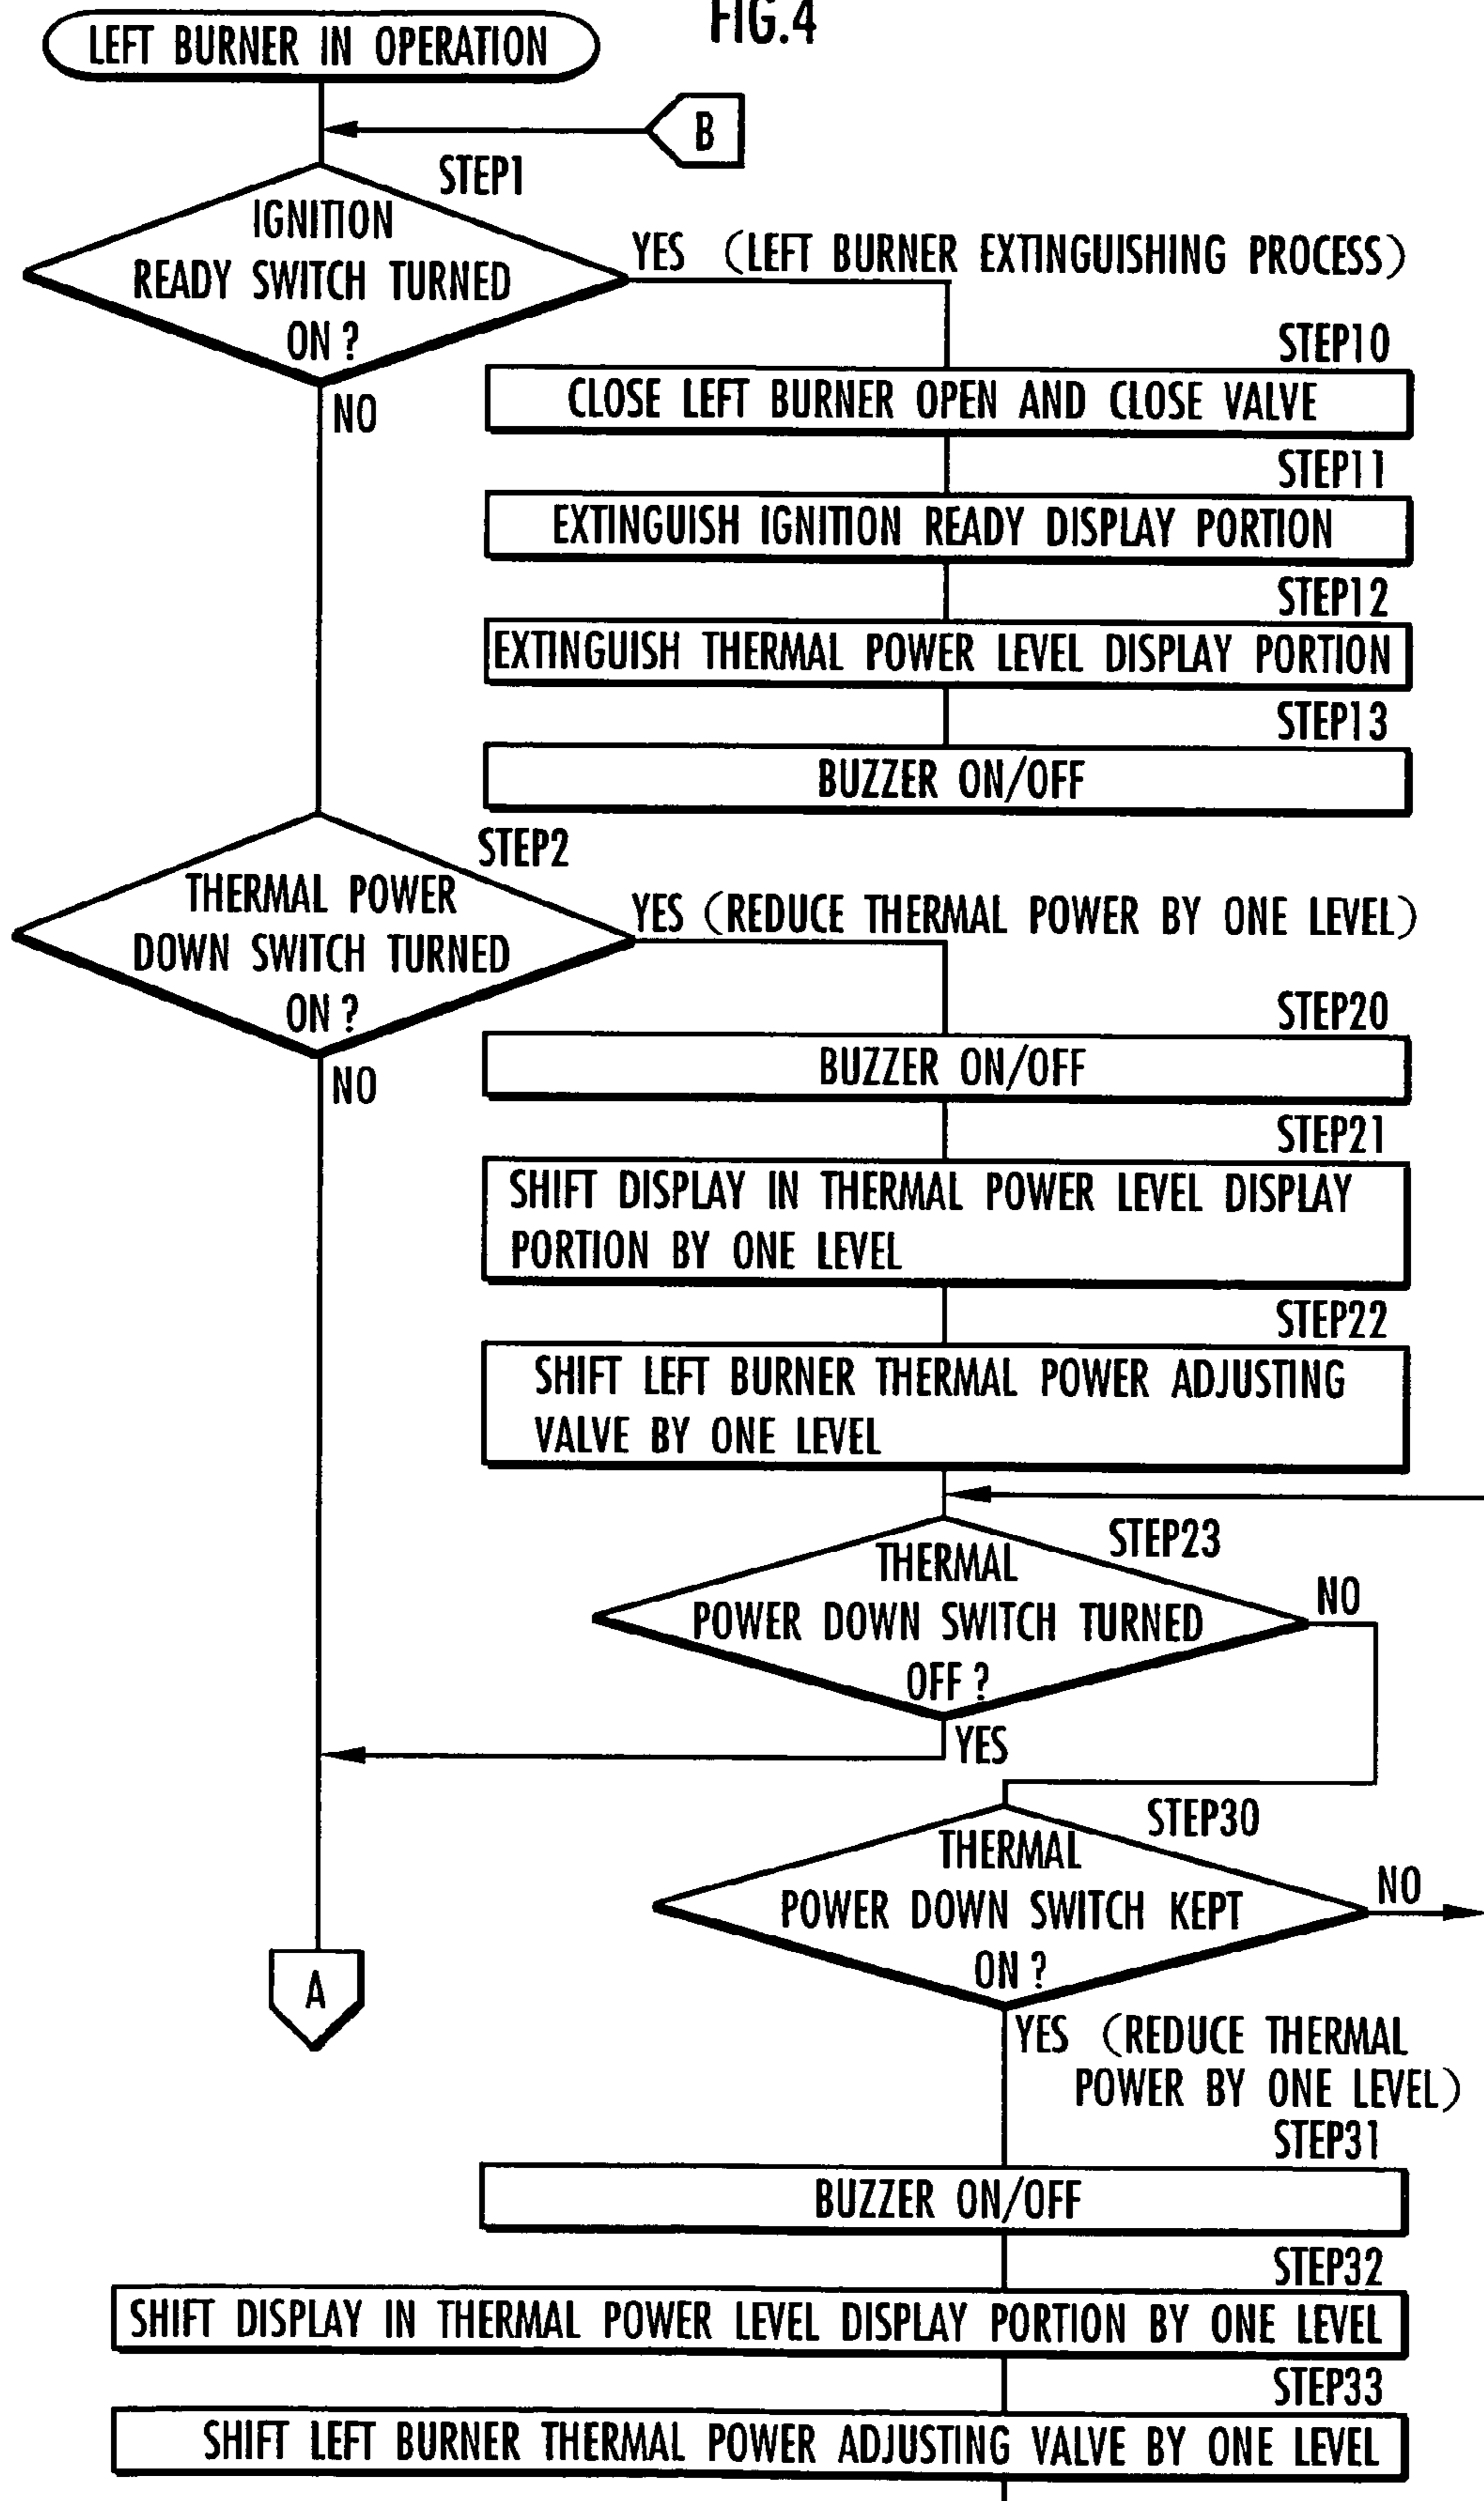 FIG.4
LEFT BURNER IN OPERATION
B
STEP1
IGNITION
READY SWITCH TURNED
ON?
YES (LEFT BURNER EXTINGUISHING PROCESS)
NO
STEP10
CLOSE LEFT BURNER OPEN AND CLOSE VALVE
STEP11
EXTINGUISH IGNITION READY DISPLAY PORTION
STEP12
EXTINGUISH THERMAL POWER LEVEL DISPLAY PORTION
STEP13
BUZZER ON/OFF
STEP2
THERMAL POWER
DOWN SWITCH TURNED
ON?
YES (REDUCE THERMAL POWER BY ONE LEVEL)
NO
STEP20
BUZZER ON/OFF
STEP21
SHIFT DISPLAY IN THERMAL POWER LEVEL DISPLAY
PORTION BY ONE LEVEL
STEP22
SHIFT LEFT BURNER THERMAL POWER ADJUSTING
VALVE BY ONE LEVEL
STEP23
THERMAL
POWER DOWN SWITCH TURNED
OFF?
NO
YES
STEP30
THERMAL
POWER DOWN SWITCH KEPT
ON?
NO
A
YES (REDUCE THERMAL
POWER BY ONE LEVEL)
STEP31
BUZZER ON/OFF
STEP32
SHIFT DISPLAY IN THERMAL POWER LEVEL DISPLAY PORTION BY ONE LEVEL
STEP33
SHIFT LEFT BURNER THERMAL POWER ADJUSTING VALVE BY ONE LEVEL